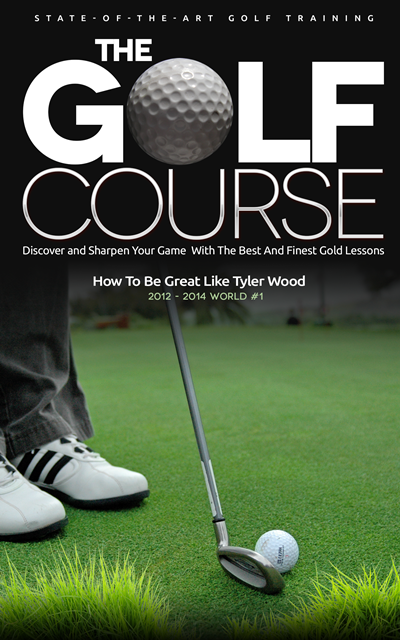 STATE-OF-THE-ART GOLF TRAINING
THE
GOLF
COURSE
Discover and Sharpen Your Game With The Best And Finest Gold Lessons
How To Be Great Like Tyler Wood
2012 - 2014 WORLD #1